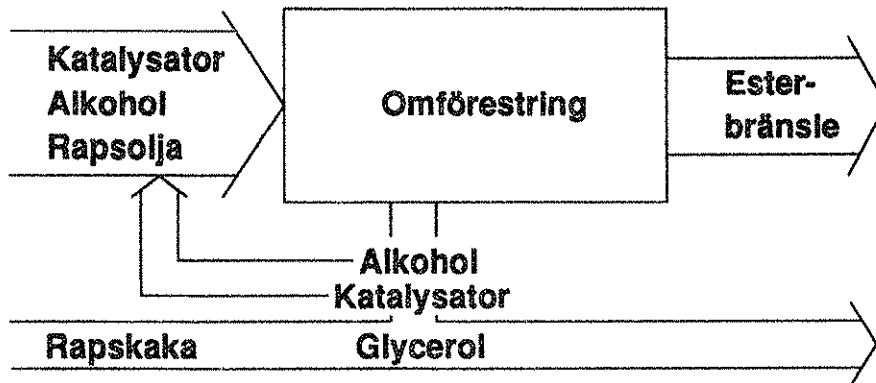 Katalysator
Alkohol
Rapsolja
Omförestring
Ester-
bränsle
Alkohol
Katalysator
Rapskaka
Glycerol